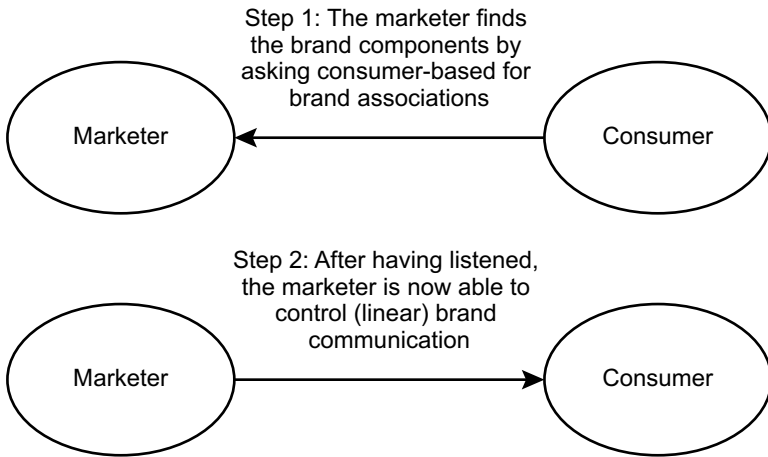 Step 1: The marketer finds
the brand components by
asking consumer-based for
brand associations
Marketer
Consumer
Step 2: After having listened,
the marketer is now able to
control (linear) brand
communication
Marketer
Consumer